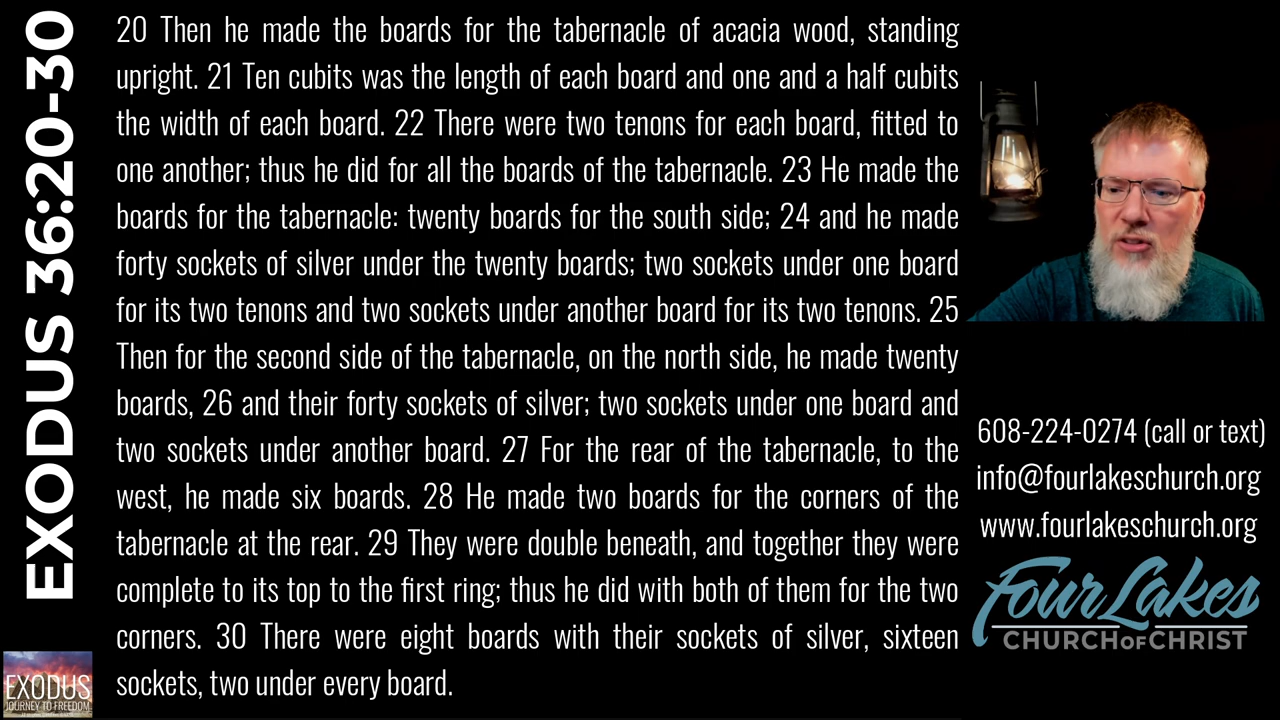 EXODUS 36:20-30
20 Then he made the boards for the tabernacle of acacia wood, standing
upright. 21 Ten cubits was the length of each board and one and a half cubits
the width of each board. 22 There were two tenons for each board, fitted to
one another; thus he did for all the boards of the tabernacle. 23 He made the
boards for the tabernacle: twenty boards for the south side; 24 and he made
forty sockets of silver under the twenty boards; two sockets under one board
for its two tenons and two sockets under another board for its two tenons. 25
Then for the second side of the tabernacle, on the north side, he made twenty
boards, 26 and their forty sockets of silver; two sockets under one board and
two sockets under another board. 27 For the rear of the tabernacle, to the
west, he made six boards. 28 He made two boards for the corners of the
tabernacle at the rear. 29 They were double beneath, and together they were
complete to its top to the first ring; thus he did with both of them for the two
corners. 30 There were eight boards with their sockets of silver, sixteen
sockets, two under every board.
608-224-0274 (call or text)
info@fourlakeschurch.org
www.fourlakeschurch.org
Four Lakes
CHURCH OF CHRIST
EXODUS
JOURNEY TO FREEDOM